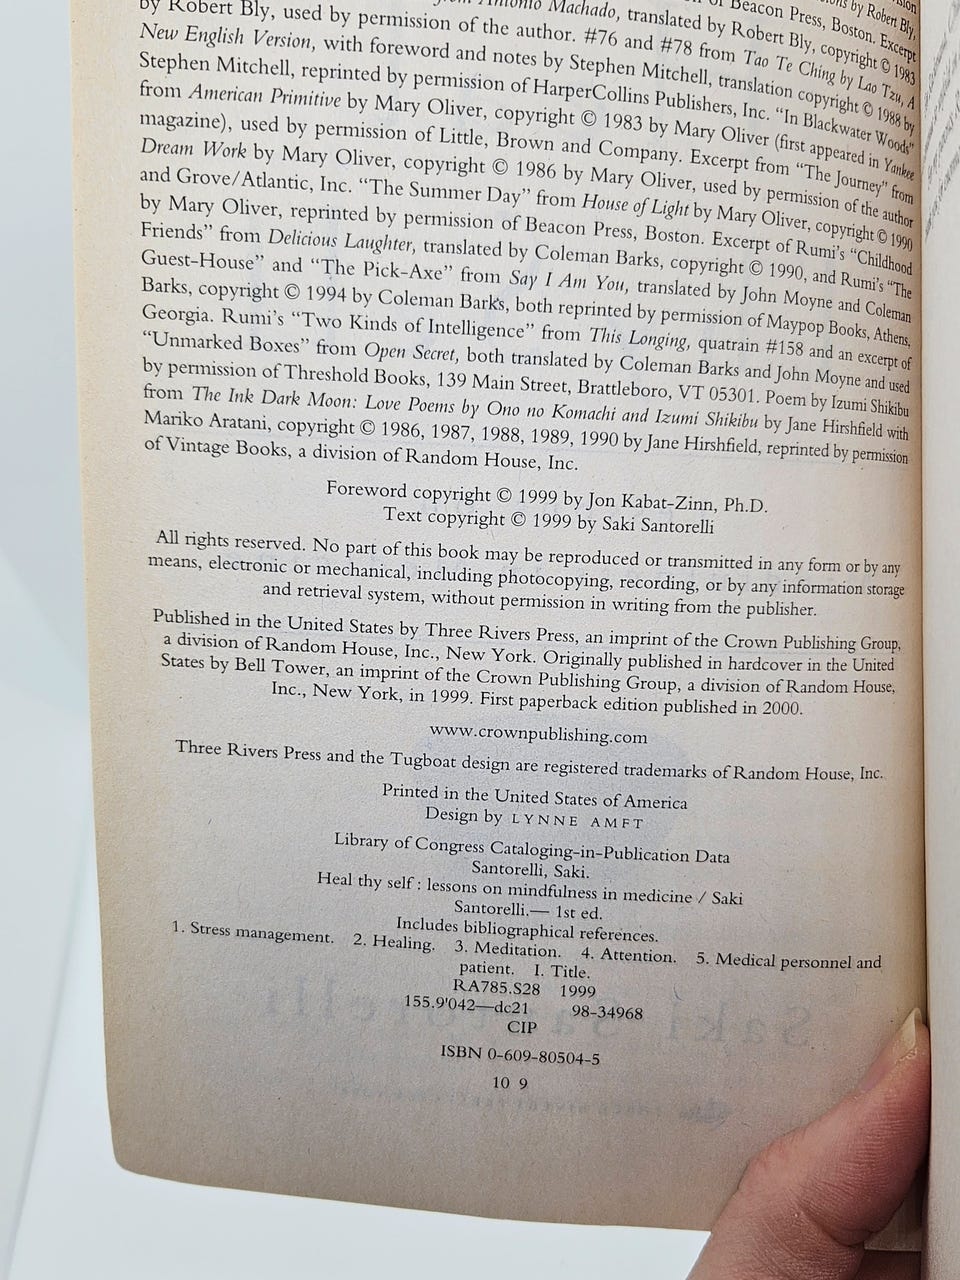 of Beacon Press, Boston. Excerpt
by Robert Bly, used by permission of the author. #76 and #78 from Tao Te Ching by Lao Tzu, A
from Antonio Machado, translated by Robert Bly, copyright © 1983
New English Version, with foreword and notes by Stephen Mitchell, translation copyright © 1988 by
Stephen Mitchell, reprinted by permission of HarperCollins Publishers, Inc. “In Blackwater Woods”
from American Primitive by Mary Oliver, copyright © 1983 by Mary Oliver (first appeared in Yankee
magazine), used by permission of Little, Brown and Company. Excerpt from “The Journey” from
Dream Work by Mary Oliver, copyright © 1986 by Mary Oliver, used by permission of the author
and Grove/Atlantic, Inc. “The Summer Day” from House of Light by Mary Oliver, copyright © 1990
by Mary Oliver, reprinted by permission of Beacon Press, Boston. Excerpt of Rumi’s “Childhood
Friends” from Delicious Laughter, translated by Coleman Barks, copyright © 1990, and Rumi’s “The
Guest-House” and “The Pick-Axe” from Say I Am You, translated by John Moyne and Coleman
Barks, copyright © 1994 by Coleman Barks, both reprinted by permission of Maypop Books, Athens,
Georgia. Rumi’s “Two Kinds of Intelligence” from This Longing, quatrain #158 and an excerpt of
“Unmarked Boxes” from Open Secret, both translated by Coleman Barks and John Moyne and used
by permission of Threshold Books, 139 Main Street, Brattleboro, VT 05301. Poem by Izumi Shikibu
from The Ink Dark Moon: Love Poems by Ono no Komachi and Izumi Shikibu by Jane Hirshfield with
Mariko Aratani, copyright © 1986, 1987, 1988, 1989, 1990 by Jane Hirshfield, reprinted by permission
of Vintage Books, a division of Random House, Inc.
Foreword copyright © 1999 by Jon Kabat-Zinn, Ph.D.
Text copyright © 1999 by Saki Santorelli
All rights reserved. No part of this book may be reproduced or transmitted in any form or by any
means, electronic or mechanical, including photocopying, recording, or by any information storage
and retrieval system, without permission in writing from the publisher.
Published in the United States by Three Rivers Press, an imprint of the Crown Publishing Group,
a division of Random House, Inc., New York. Originally published in hardcover in the United
States by Bell Tower, an imprint of the Crown Publishing Group, a division of Random House,
Inc., New York, in 1999. First paperback edition published in 2000.
www.crownpublishing.com
Three Rivers Press and the Tugboat design are registered trademarks of Random House, Inc.
Printed in the United States of America
Design by LYNNE AMFT
Library of Congress Cataloging-in-Publication Data
Santorelli, Saki.
Heal thy self : lessons on mindfulness in medicine / Saki
Santorelli.— 1st ed.
Includes bibliographical references.
1. Stress management. 2. Healing. 3. Meditation. 4. Attention. 5. Medical personnel and
patient. I. Title.
RA785.S28 1999
155.9'042—dc21 98-34968
CIP
ISBN 0-609-80504-5
10 9